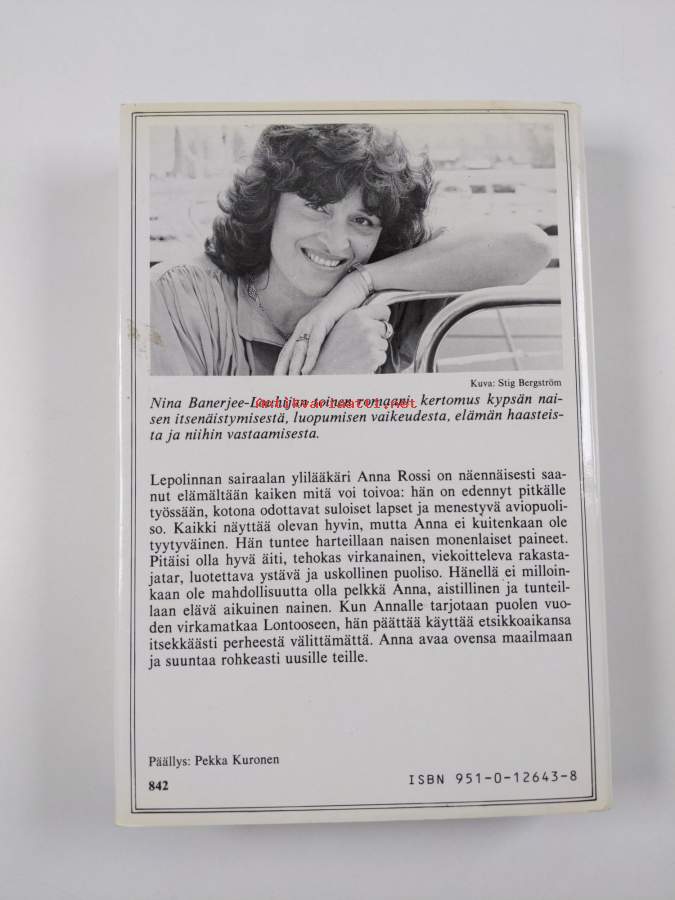 Kuva: Stig Bergström
Nina Banerjee-Louhijan toinen romaani, kertomus kypsän nai-
antikvariaatti.net
sen itsenäistymisestä, luopumisen vaikeudesta, elämän haasteis-
ta ja niihin vastaamisesta.
Lepolinnan sairaalan ylilääkäri Anna Rossi on näennäisesti saa-
nut elämältään kaiken mitä voi toivoa: hän on edennyt pitkälle
työssään, kotona odottavat suloiset lapset ja menestyvä aviopuoli-
so. Kaikki näyttää olevan hyvin, mutta Anna ei kuitenkaan ole
tyytyväinen. Hän tuntee harteillaan naisen monenlaiset paineet.
Pitäisi olla hyvä äiti, tehokas virkanainen, viekoitteleva rakasta-
jatar, luotettava ystävä ja uskollinen puoliso. Hänellä ei milloin-
kaan ole mahdollisuutta olla pelkkä Anna, aistillinen ja tunteil-
laan elävä aikuinen nainen. Kun Annalle tarjotaan puolen vuo-
den virkamatkaa Lontooseen, hän päättää käyttää etsikkoaikansa
itsekkäästi perheestä välittämättä. Anna avaa ovensa maailmaan
ja suuntaa rohkeasti uusille teille.
Päällys: Pekka Kuronen
842
ISBN 951-0-12643-8